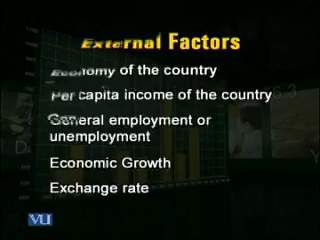 External Factors
Economy of the country
Per capita income of the country
General employment or
unemployment
Economic Growth
Exchange rate
VU